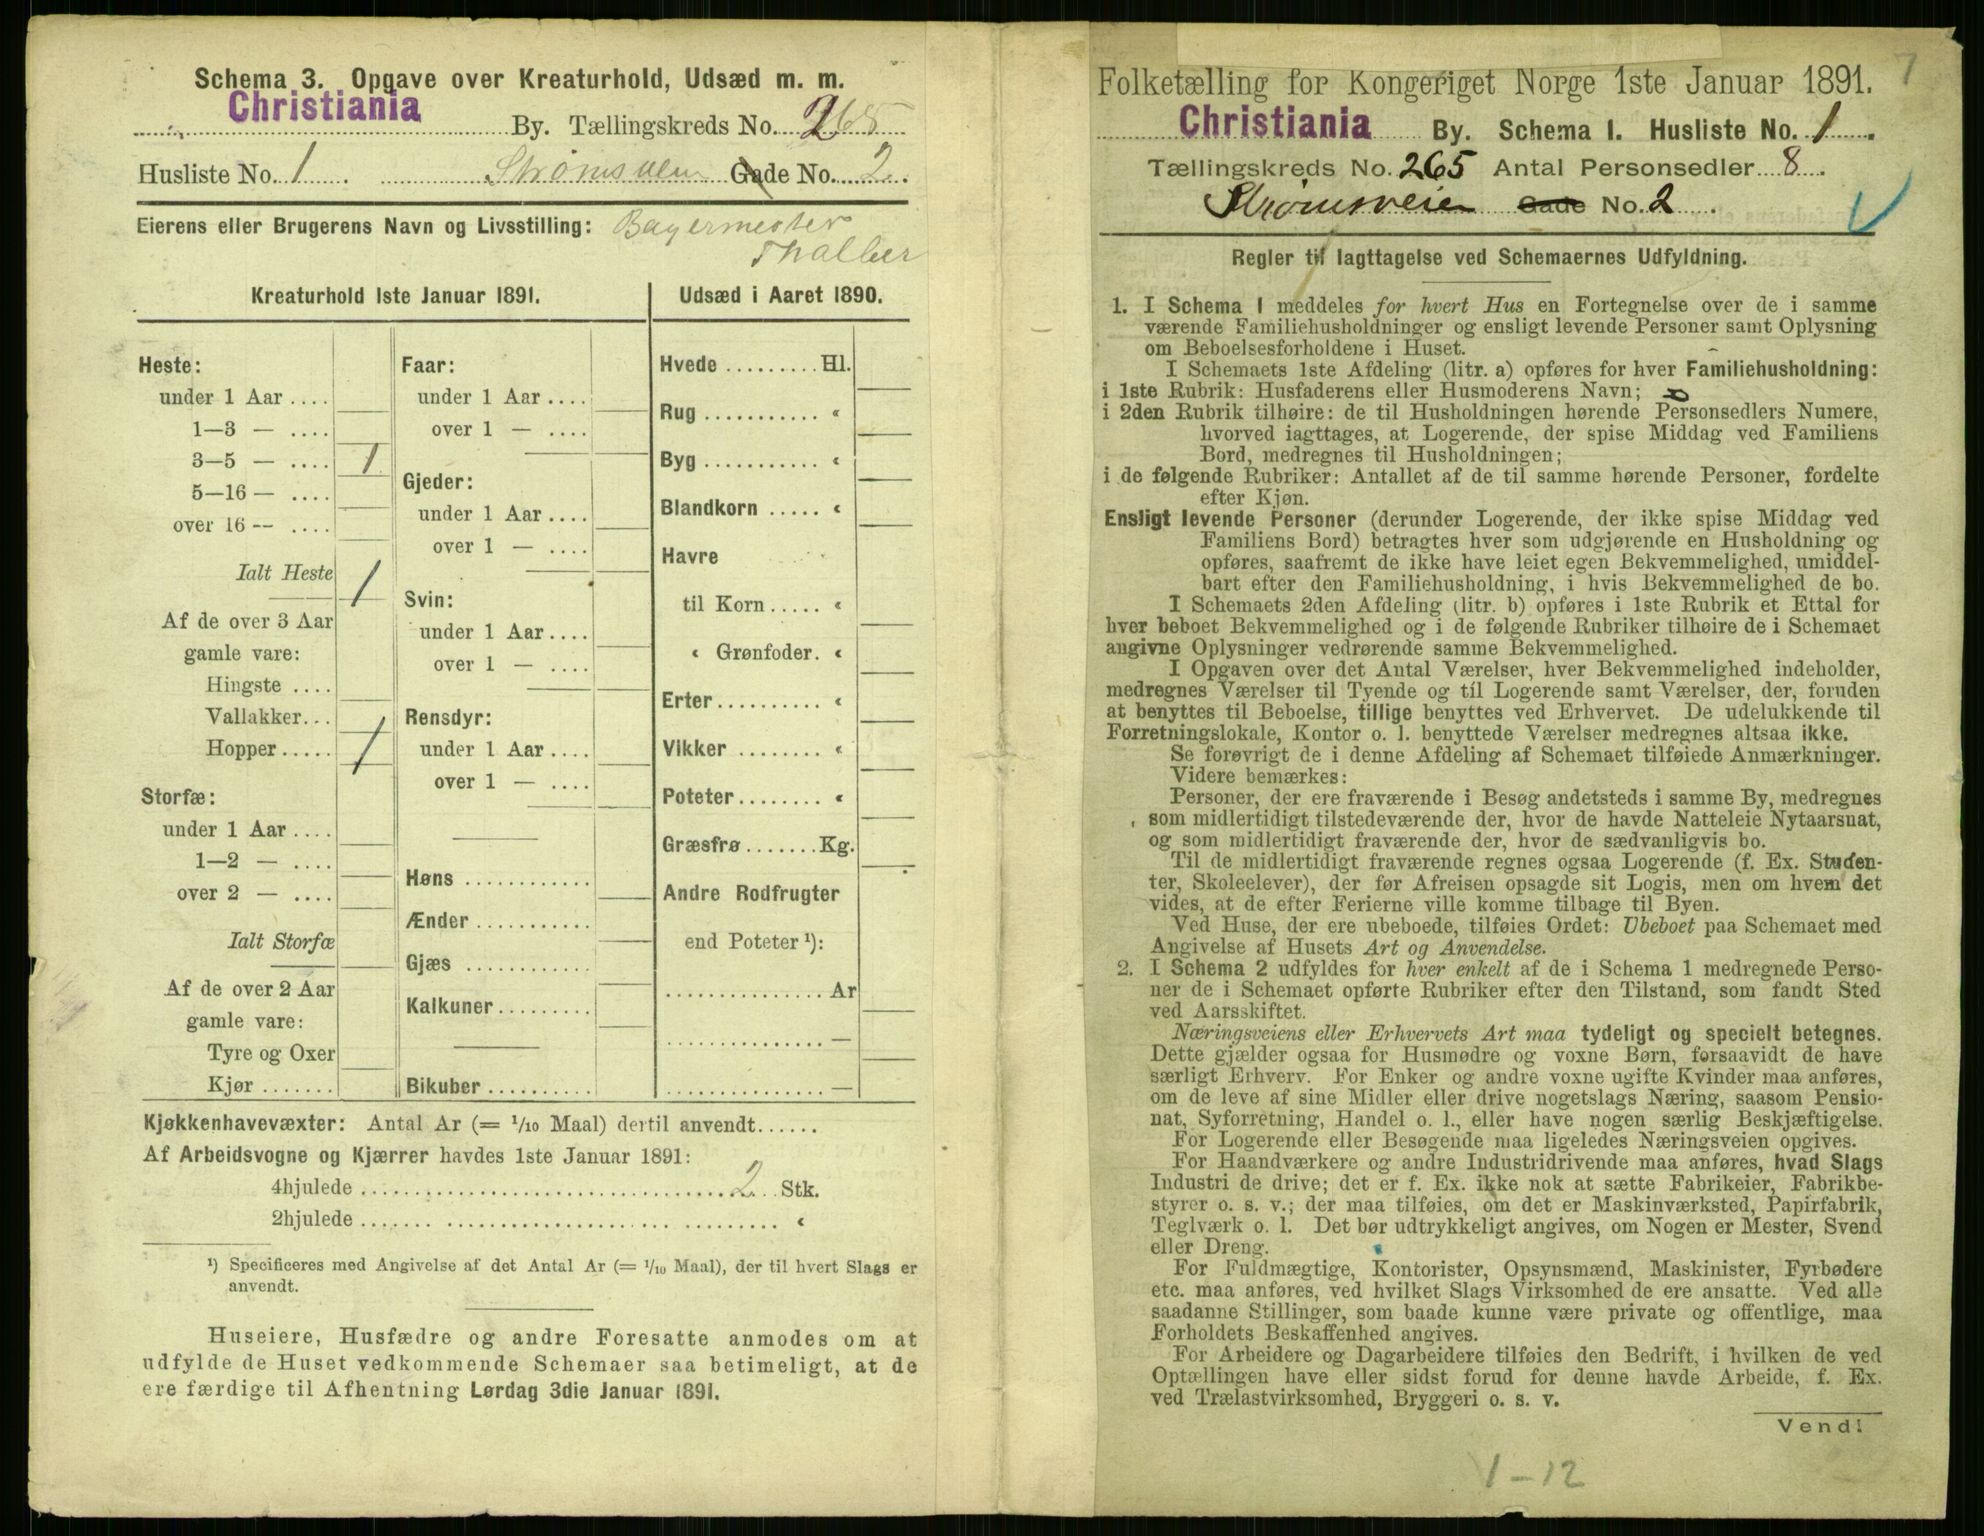 Schema 3. Opgave over Kreaturhold, Udsæd m. m.
Christiania By. Tællingskreds No. 265
Husliste No. 1 Strømsveien Gade No. 2.
Eierens eller Brugerens Navn og Livsstilling: Bagermester
Kreaturhold 1ste Januar 1891.
Heste:
under 1 Aar ....
1—3 — ....
3—5 — .... 1
5—16 — ....
over 16 — ....
Ialt Heste 1
Af de over 3 Aar
gamle vare:
Hingste ....
Vallakker...
Hopper ..... 1
Storfæ:
under 1 Aar ....
1—2 — ....
over 2 — ....
Ialt Storfæ
Af de over 2 Aar
gamle vare:
Tyre og Oxer
Kjør .......
Faar:
under 1 Aar ....
over 1 — ....
Gjeder:
under 1 Aar ....
over 1 — ....
Svin:
under 1 Aar ....
over 1 — ....
Rensdyr:
under 1 Aar ....
over 1 — ....
Høns ............
Ænder ...........
Gjæs ............
Kalkuner .........
Bikuber ..........
Udsæd i Aaret 1890.
Hvede ......... Hl.
Rug ........... «
Byg ........... «
Blandkorn ..... «
Havre
til Korn ..... «
« Grønfoder. «
Erter.......... «
Vikker ........ «
Poteter........ «
Græsfrø ....... Kg.
Andre Rodfrugter
end Poteter ¹):
............... Ar
............... —
............... —
Kjøkkenhavevæxter: Antal Ar (= 1/10 Maal) dertil anvendt......
Af Arbeidsvogne og Kjærrer havdes 1ste Januar 1891:
4hjulede .................................... 2 Stk.
2hjulede .................................... «
¹) Specificeres med Angivelse af det Antal Ar (= 1/10 Maal), der til hvert Slags er
anvendt.
Huseiere, Husfædre og andre Foresatte anmodes om at
udfylde de Huset vedkommende Schemaer saa betimeligt, at de
ere færdige til Afhentning Lørdag 3die Januar 1891.
7
Folketælling for Kongeriget Norge 1ste Januar 1891.
Christiania By. Schema 1. Husliste No. 1.
Tællingskreds No. 265 Antal Personsedler 8.
Strømsveien Gade No. 2.
Regler til Iagttagelse ved Schemaernes Udfyldning.
1. I Schema 1 meddeles for hvert Hus en Fortegnelse over de i samme
værende Familiehusholdninger og ensligt levende Personer samt Oplysning
om Beboelsesforholdene i Huset.
I Schemaets 1ste Afdeling (litr. a) opføres for hver Familiehusholdning:
i 1ste Rubrik: Husfaderens eller Husmoderens Navn;
i 2den Rubrik tilhøire: de til Husholdningen hørende Personsedlers Numere,
hvorved iagttages, at Logerende, der spise Middag ved Familiens
Bord, medregnes til Husholdningen;
i de følgende Rubriker: Antallet af de til samme hørende Personer, fordelte
efter Kjøn.
Ensligt levende Personer (derunder Logerende, der ikke spise Middag ved
Familiens Bord) betragtes hver som udgjørende en Husholdning og
opføres, saafremt de ikke have leiet egen Bekvemmelighed, umiddel-
bart efter den Familiehusholdning, i hvis Bekvemmelighed de bo.
I Schemaets 2den Afdeling (litr. b) opføres i 1ste Rubrik et Ettal for
hver beboet Bekvemmelighed og i de følgende Rubriker tilhøire de i Schemaet
angivne Oplysninger vedrørende samme Bekvemmelighed.
I Opgaven over det Antal Værelser, hver Bekvemmelighed indeholder,
medregnes Værelser til Tyende og til Logerende samt Værelser, der, foruden
at benyttes til Beboelse, tillige benyttes ved Erhvervet. De udelukkende til
Forretningslokale, Kontor o. l. benyttede Værelser medregnes altsaa ikke.
Se forøvrigt de i denne Afdeling af Schemaet tilføiede Anmærkninger.
Videre bemærkes:
Personer, der ere fraværende i Besøg andetsteds i samme By, medregnes
som midlertidigt tilstedeværende der, hvor de havde Natteleie Nytaarsnat,
og som midlertidigt fraværende der, hvor de sædvanligvis bo.
Til de midlertidigt fraværende regnes ogsaa Logerende (f. Ex. Studen-
ter, Skoleelever), der før Afreisen opsagde sit Logis, men om hvem det
vides, at de efter Ferierne ville komme tilbage til Byen.
Ved Huse, der ere ubeboede, tilføies Ordet: Ubeboet paa Schemaet med
Angivelse af Husets Art og Anvendelse.
2. I Schema 2 udfyldes for hver enkelt af de i Schema 1 medregnede Perso-
ner de i Schemaet opførte Rubriker efter den Tilstand, som fandt Sted
ved Aarsskiftet.
Næringsveiens eller Erhvervets Art maa tydeligt og specielt betegnes.
Dette gjælder ogsaa for Husmødre og voxne Børn, forsaavidt de have
særligt Erhverv. For Enker og andre voxne ugifte Kvinder maa anføres,
om de leve af sine Midler eller drive nogetslags Næring, saasom Pensio-
nat, Syforretning, Handel o. l., eller have nogen særlig Beskjæftigelse.
For Logerende eller Besøgende maa ligeledes Næringsveien opgives.
For Haandværkere og andre Industridrivende maa anføres, hvad Slags
Industri de drive; det er f. Ex. ikke nok at sætte Fabrikeier, Fabrikbe-
styrer o. s. v.; der maa tilføies, om det er Maskinværksted, Papirfabrik,
Teglværk o. l. Det bør udtrykkeligt angives, om Nogen er Mester, Svend
eller Dreng.
For Fuldmægtige, Kontorister, Opsynsmænd, Maskinister, Fyrbødere
etc. maa anføres, ved hvilket Slags Virksomhed de ere ansatte. Ved alle
saadanne Stillinger, som baade kunne være private og offentlige, maa
Forholdets Beskaffenhed angives.
For Arbeidere og Dagarbeidere tilføies den Bedrift, i hvilken de ved
Optællingen have eller sidst forud for denne havde Arbeide, f. Ex.
ved Trælastvirksomhed, Bryggeri o. s. v.
Vend!
1-12